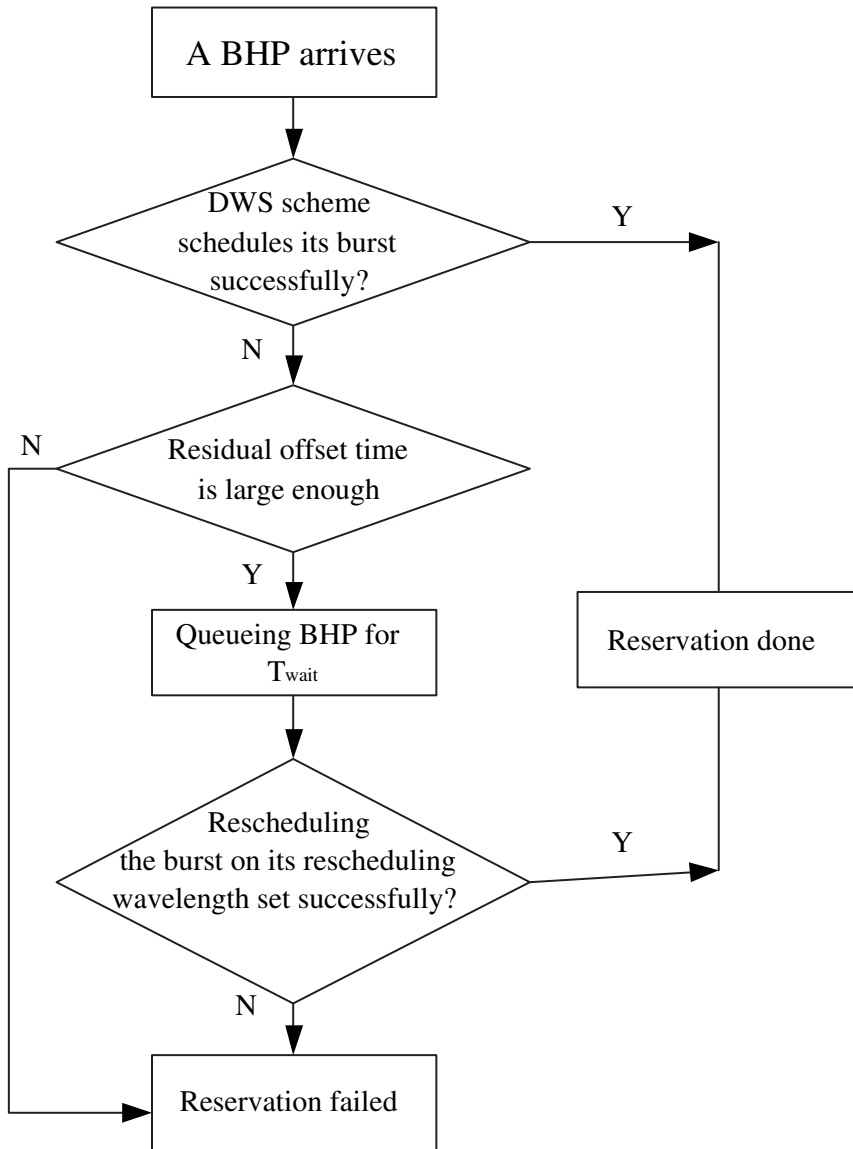 A BHP arrives
DWS scheme
schedules its burst
successfully?
Y
N
N
Residual offset time
is large enough
Y
Queueing BHP for
Twait
Reservation done
Rescheduling
the burst on its rescheduling
wavelength set successfully?
Y
N
Reservation failed